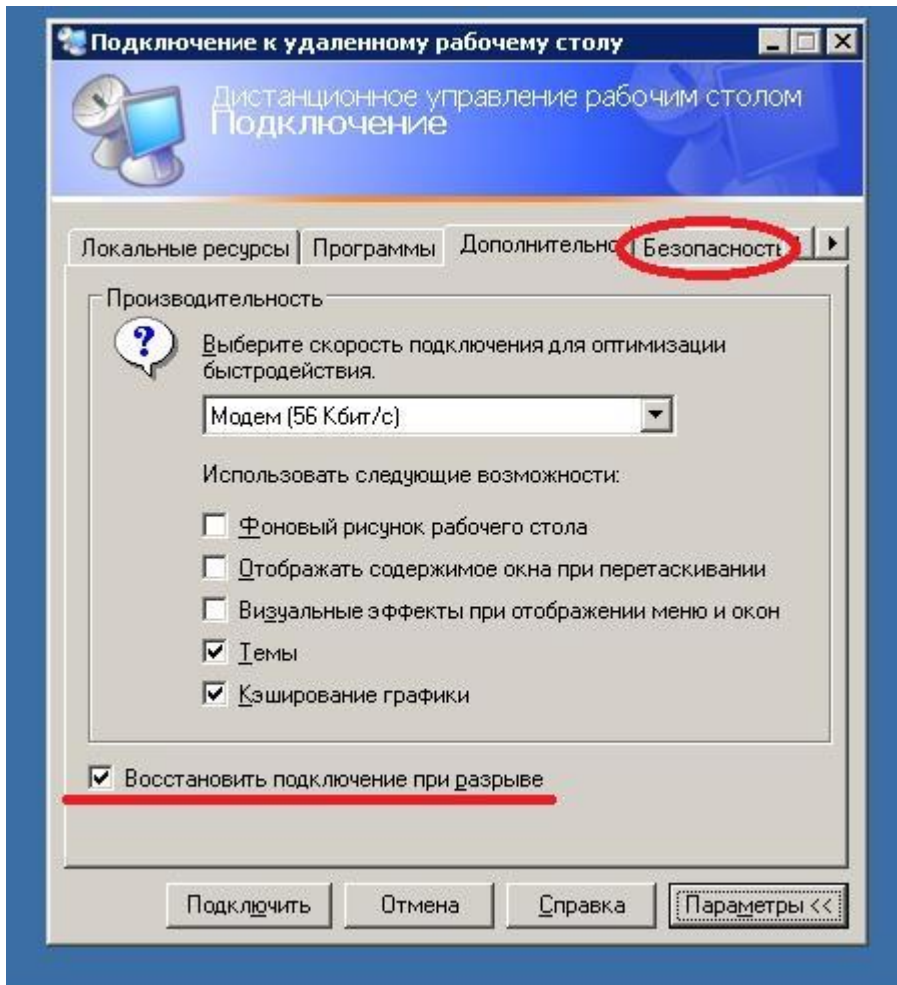 Подключение к удаленному рабочему столу
Дистанционное управление рабочим столом
Подключение
Локальные ресурсы Программы Дополнительно Безопасность
Производительность
Выберите скорость подключения для оптимизации
быстродействия.
Модем (56 Кбит/с)
Использовать следующие возможности:
Фоновый рисунок рабочего стола
Отображать содержимое окна при перетаскивании
Визуальные эффекты при отображении меню и окон
Темы
Кэширование графики
Восстановить подключение при разрыве
Подключить Отмена Справка Параметры <<